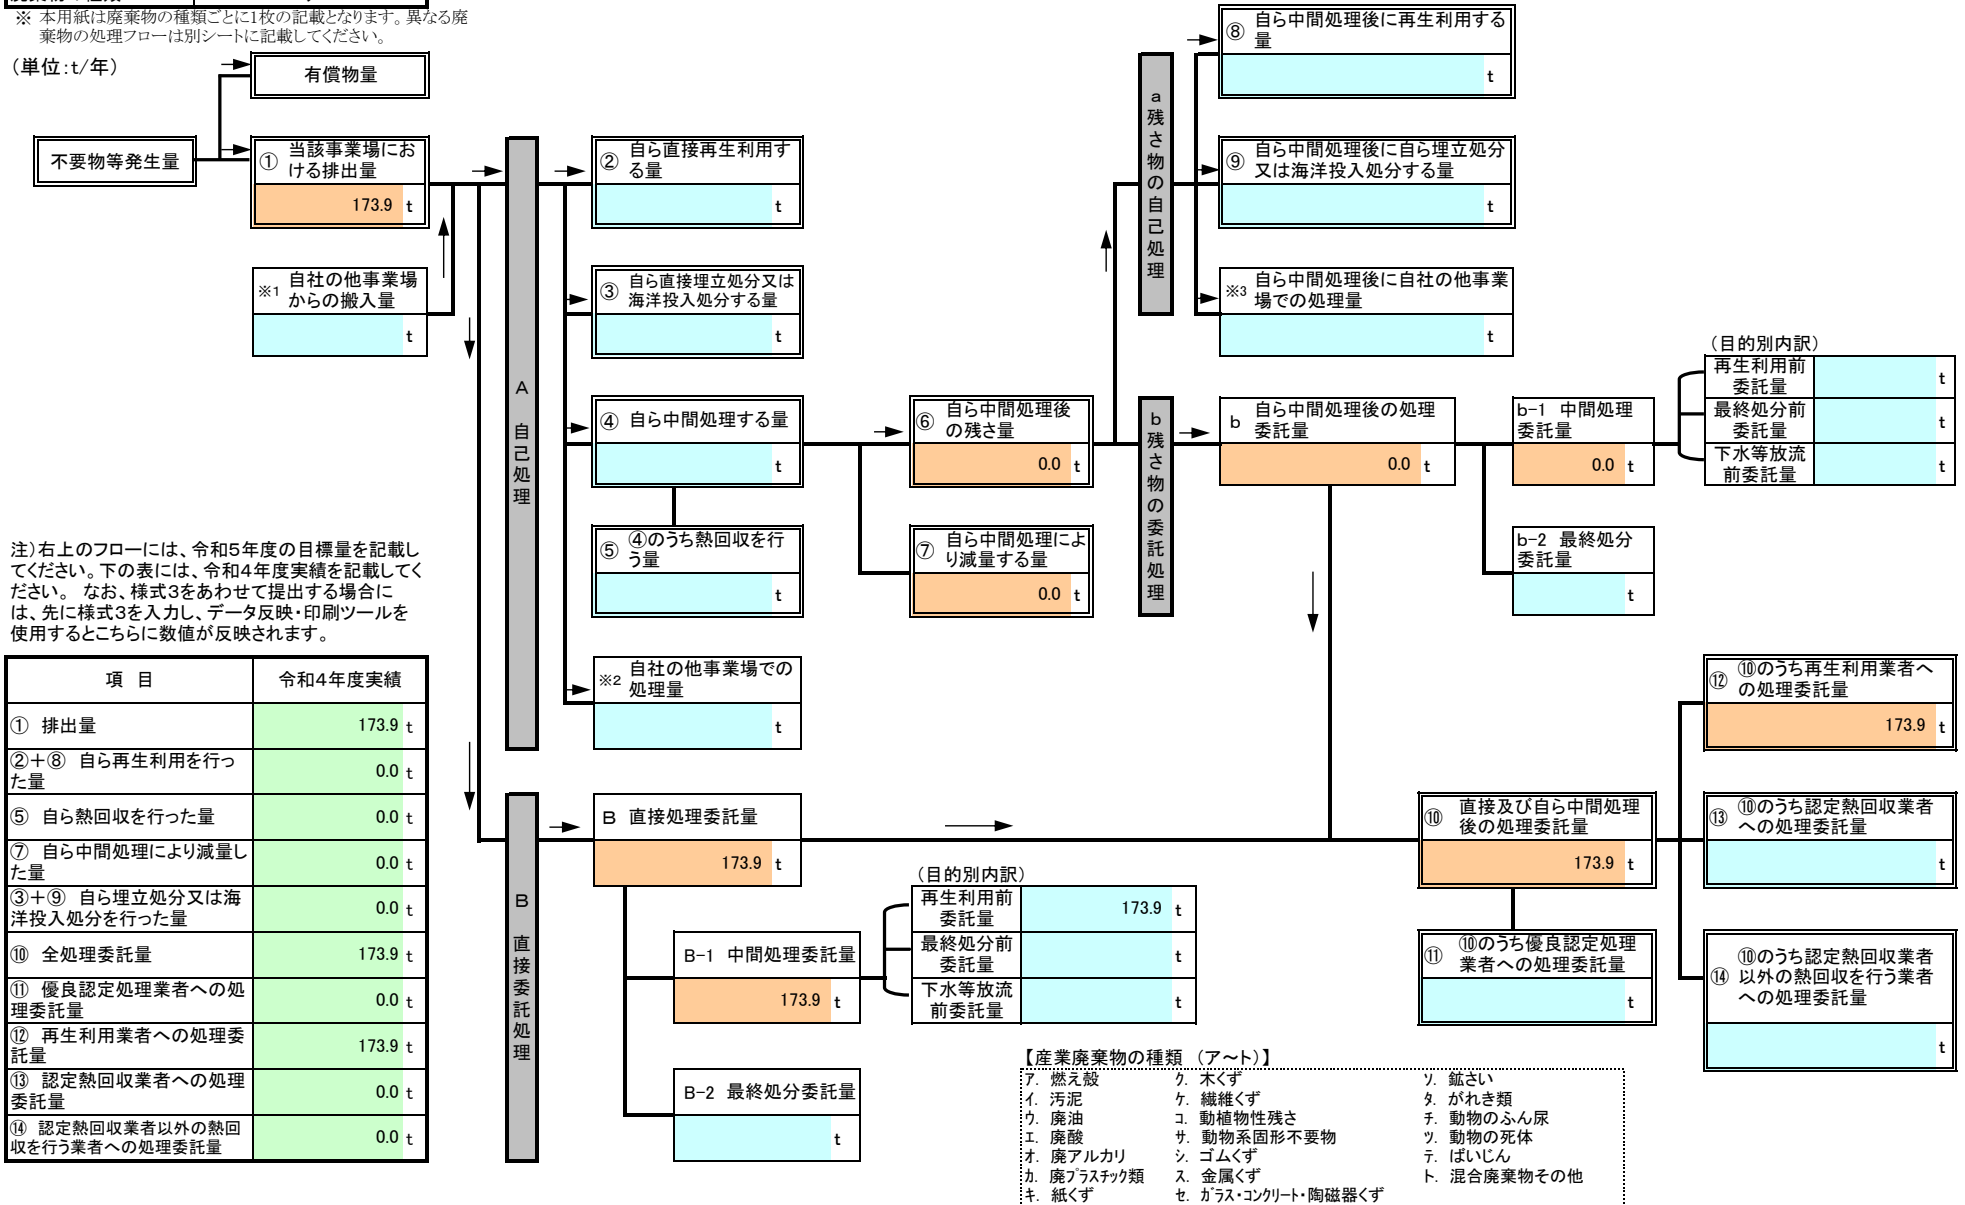 ※ 本用紙は廃棄物の種類ごとに1枚の記載となります。異なる廃
棄物の処理フローは別シートに記載してください。
（単位:t/年）
有償物量
不要物等発生量
① 当該事業場にお
ける排出量
173.9 t
※1 自社の他事業場
からの搬入量
t
A 自己処理
② 自ら直接再生利用す
る量
t
③ 自ら直接埋立処分又は
海洋投入処分する量
t
④ 自ら中間処理する量
t
⑤ ④のうち熱回収を行
う量
t
※2 自社の他事業場での
処理量
t
⑥ 自ら中間処理後
の残さ量
0.0 t
⑦ 自ら中間処理によ
り減量する量
0.0 t
a 残さ物の自己処理
⑧ 自ら中間処理後に再生利用する
量
t
⑨ 自ら中間処理後に自ら埋立処分
又は海洋投入処分する量
t
※3 自ら中間処理後に自社の他事業
場での処理量
t
b 残さ物の委託処理
b 自ら中間処理後の処理
委託量
0.0 t
b-1 中間処理
委託量
0.0 t
（目的別内訳）
再生利用前
委託量
t
最終処分前
委託量
t
下水等放流
前委託量
t
b-2 最終処分
委託量
t
注）右上のフローには、令和5年度の目標量を記載し
てください。下の表には、令和4年度実績を記載してく
ださい。 なお、様式3をあわせて提出する場合に
は、先に様式3を入力し、データ反映・印刷ツールを
使用するとこちらに数値が反映されます。
項 目 令和4年度実績
① 排出量 173.9 t
②＋⑧ 自ら再生利用を行っ
た量 0.0 t
⑤ 自ら熱回収を行った量 0.0 t
⑦ 自ら中間処理により減量し
た量 0.0 t
③＋⑨ 自ら埋立処分又は海
洋投入処分を行った量 0.0 t
⑩ 全処理委託量 173.9 t
⑪ 優良認定処理業者への処
理委託量 0.0 t
⑫ 再生利用業者への処理委
託量 173.9 t
⑬ 認定熱回収業者への処理
委託量 0.0 t
⑭ 認定熱回収業者以外の熱回
収を行う業者への処理委託量 0.0 t
B 直接委託処理
B 直接処理委託量
173.9 t
B-1 中間処理委託量
173.9 t
（目的別内訳）
再生利用前
委託量
173.9 t
最終処分前
委託量
t
下水等放流
前委託量
t
B-2 最終処分委託量
t
⑩ 直接及び自ら中間処理
後の処理委託量
173.9 t
⑪ ⑩のうち優良認定処理
業者への処理委託量
t
⑫ ⑩のうち再生利用業者へ
の処理委託量
173.9 t
⑬ ⑩のうち認定熱回収業者
への処理委託量
t
⑭ ⑩のうち認定熱回収業者
以外の熱回収を行う業者
への処理委託量
t
【産業廃棄物の種類 （ア～ト）】
ア. 燃え殻 ク. 木くず ソ. 鉱さい
イ. 汚泥 ケ. 繊維くず タ. がれき類
ウ. 廃油 コ. 動植物性残さ チ. 動物のふん尿
エ. 廃酸 サ. 動物系固形不要物 ツ. 動物の死体
オ. 廃アルカリ シ. ゴムくず テ. ばいじん
カ. 廃プラスチック類 ス. 金属くず ト. 混合廃棄物その他
キ. 紙くず セ. ガラス・コンクリート・陶磁器くず